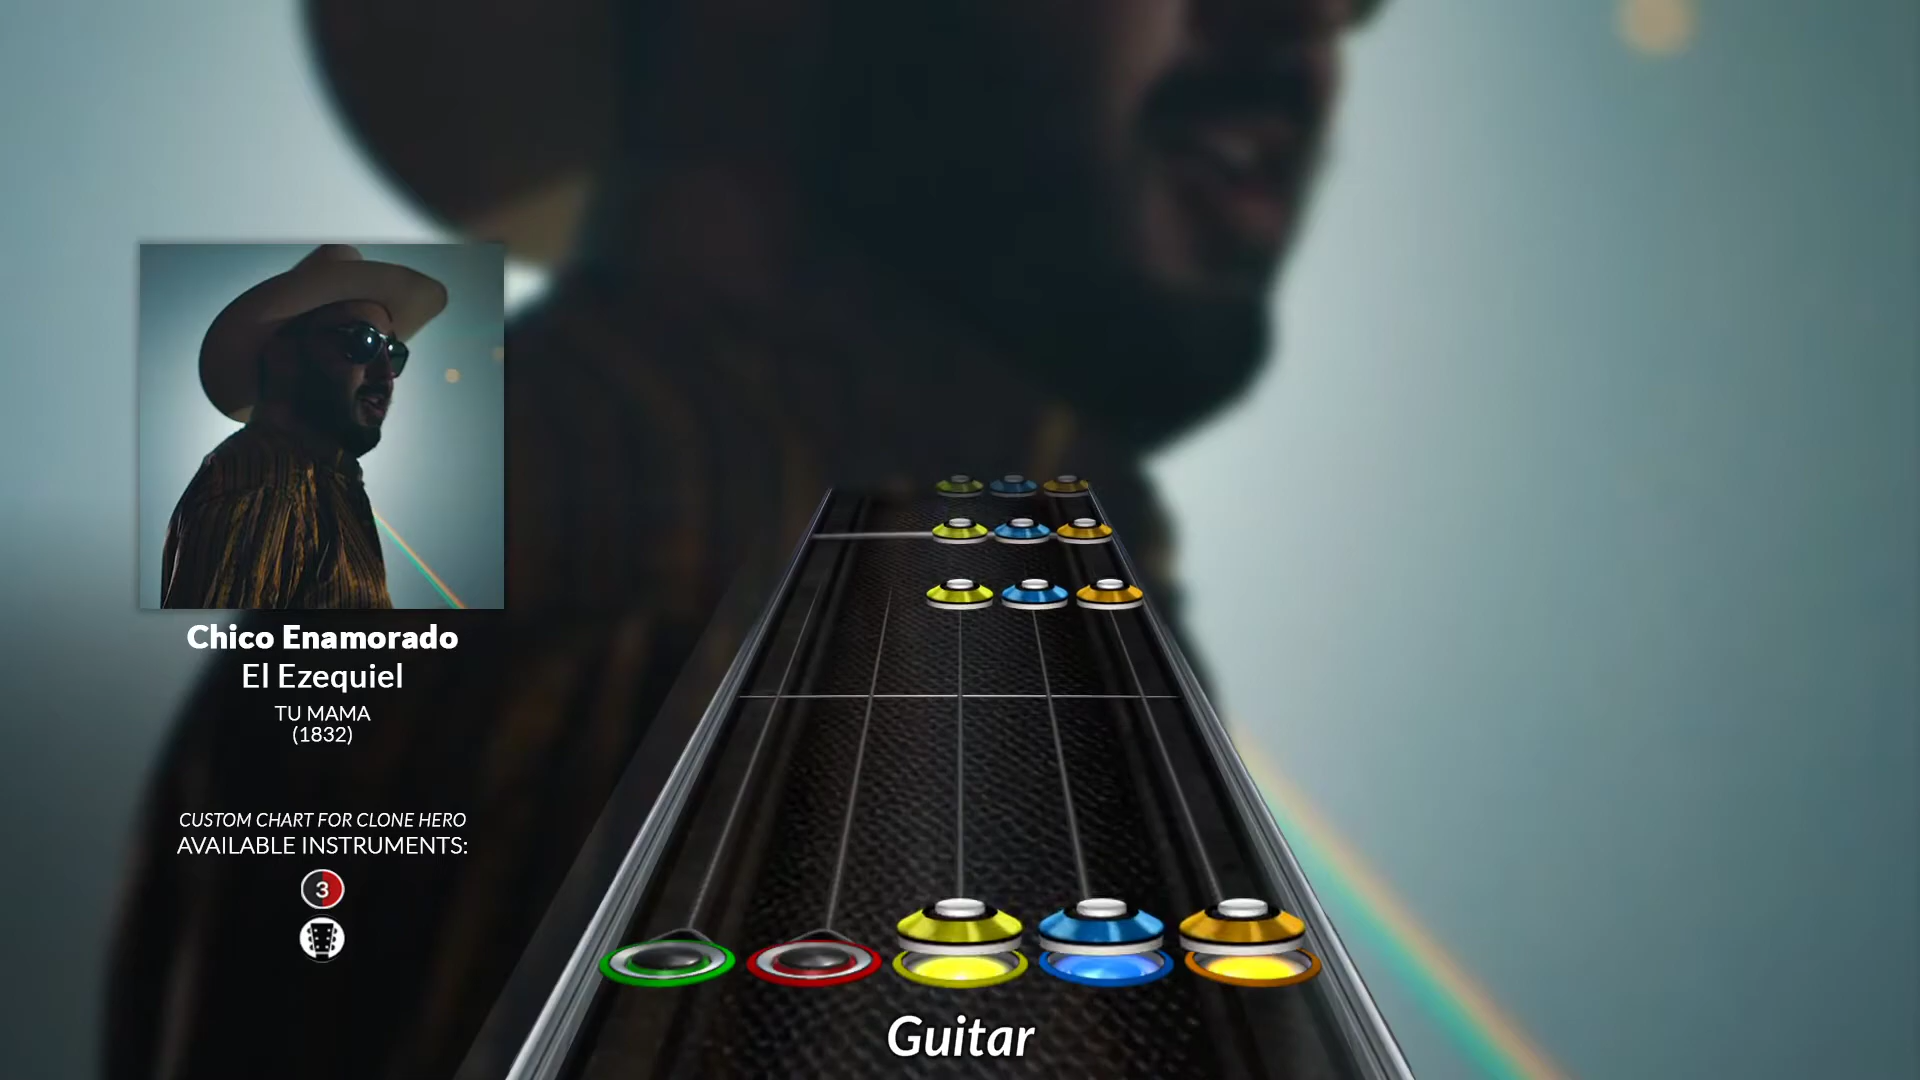 Chico Enamorado
El Ezequiel
TU MAMA
(1832)
CUSTOM CHART FOR CLONE HERO
AVAILABLE INSTRUMENTS:
3
Guitar